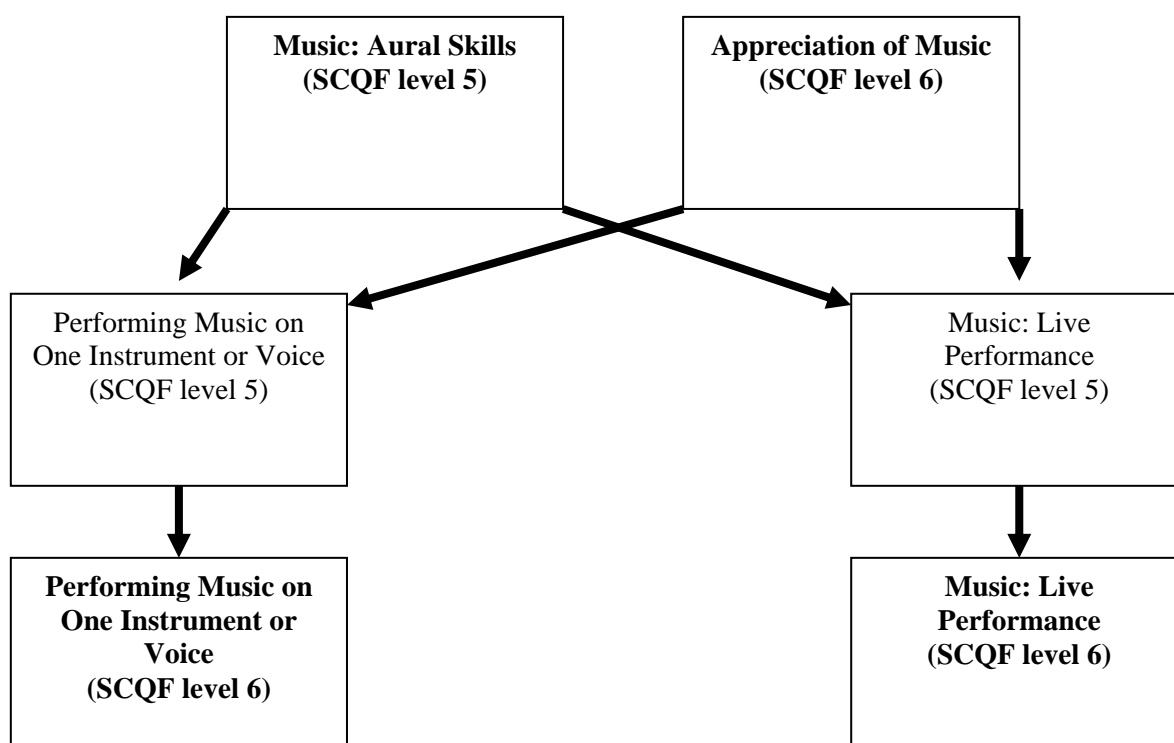 Music: Aural Skills
(SCQF level 5)
Appreciation of Music
(SCQF level 6)
Performing Music on
One Instrument or Voice
(SCQF level 5)
Music: Live
Performance
(SCQF level 5)
Performing Music on
One Instrument or
Voice
(SCQF level 6)
Music: Live
Performance
(SCQF level 6)